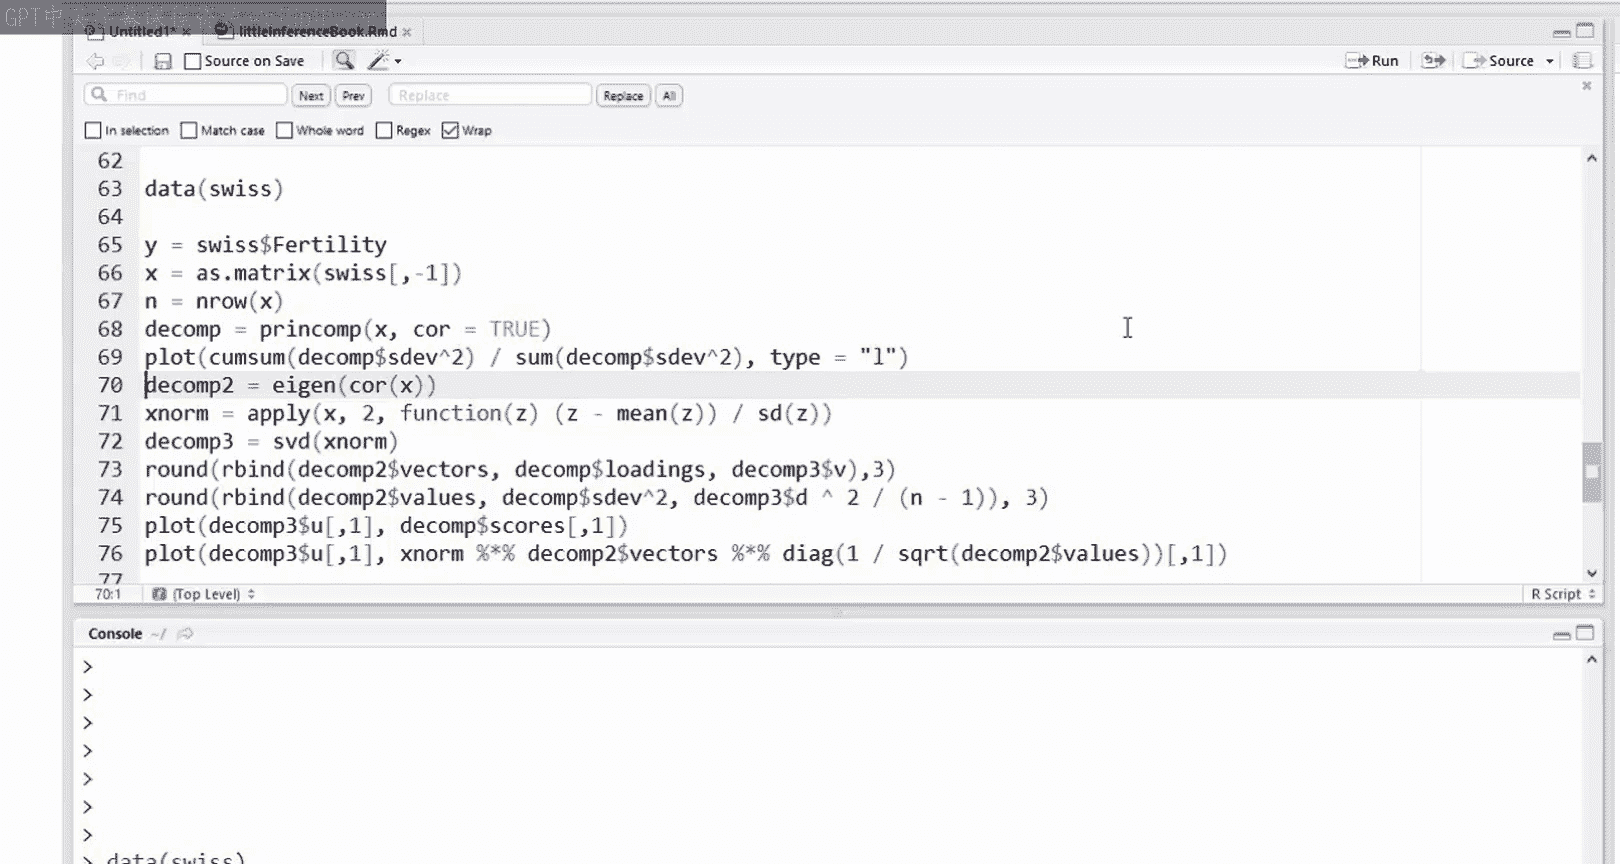 GPT中
Untitled1* ×
littleInferenceBook.Rmd ×
Source on Save
Run
Source
Find
Next
Prev
Replace
Replace
All
In selection
Match case
Whole word
Regex
Wrap
62
63 data(swiss)
64
65 y = swiss$Fertility
66 x = as.matrix(swiss[,-1])
67 n = nrow(x)
68 decomp = princomp(x, cor = TRUE)
69 plot(cumsum(decomp$sdev^2) / sum(decomp$sdev^2), type = "l")
70 decomp2 = eigen(cor(x))
71 xnorm = apply(x, 2, function(z) (z - mean(z)) / sd(z))
72 decomp3 = svd(xnorm)
73 round(rbind(decomp2$vectors, decomp$loadings, decomp3$v),3)
74 round(rbind(decomp2$values, decomp$sdev^2, decomp3$d ^ 2 / (n - 1)), 3)
75 plot(decomp3$u[,1], decomp$scores[,1])
76 plot(decomp3$u[,1], xnorm %*% decomp2$vectors %*% diag(1 / sqrt(decomp2$values))[,1])
77
70:1
(Top Level)
R Script
Console ~/
>
>
>
>
>
>
>
> data(swiss)